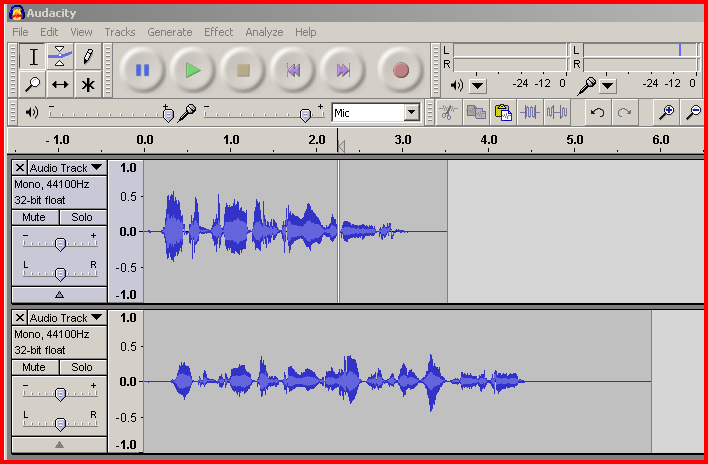 Audacity
File Edit View Tracks Generate Effect Analyze Help
L
R
-24 -12 0
L
R
-24 -12 0
- + - + Mic
- 1.0 0.0 1.0 2.0 3.0 4.0 5.0 6.0
X Audio Track
Mono, 44100Hz
32-bit float
Mute Solo
- +
L R
1.0
0.5
0.0
-0.5
-1.0
X Audio Track
Mono, 44100Hz
32-bit float
Mute Solo
- +
L R
1.0
0.5
0.0
-0.5
-1.0